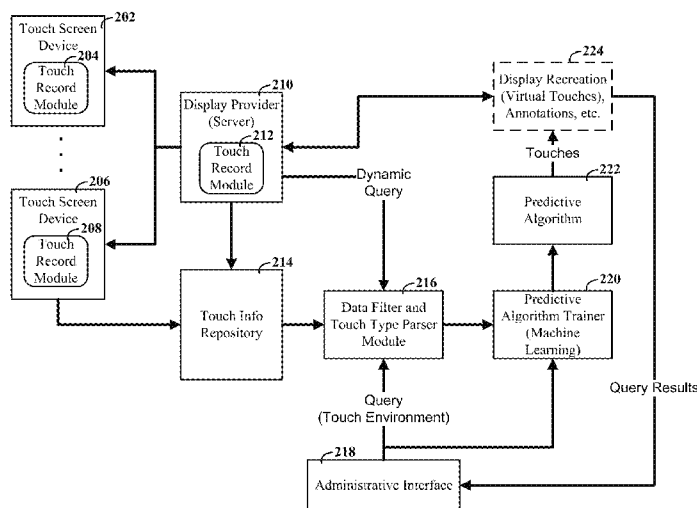 202
Touch Screen
Device
204
Touch
Record
Module
206
Touch Screen
Device
208
Touch
Record
Module
210
Display Provider
(Server)
212
Touch
Record
Module
Dynamic
Query
214
Touch Info
Repository
216
Data Filter and
Touch Type Parser
Module
Query
(Touch Environment)
218
Administrative Interface
224
Display Recreation
(Virtual Touches),
Annotations, etc.
Touches
222
Predictive
Algorithm
220
Predictive
Algorithm Trainer
(Machine
Learning)
Query Results